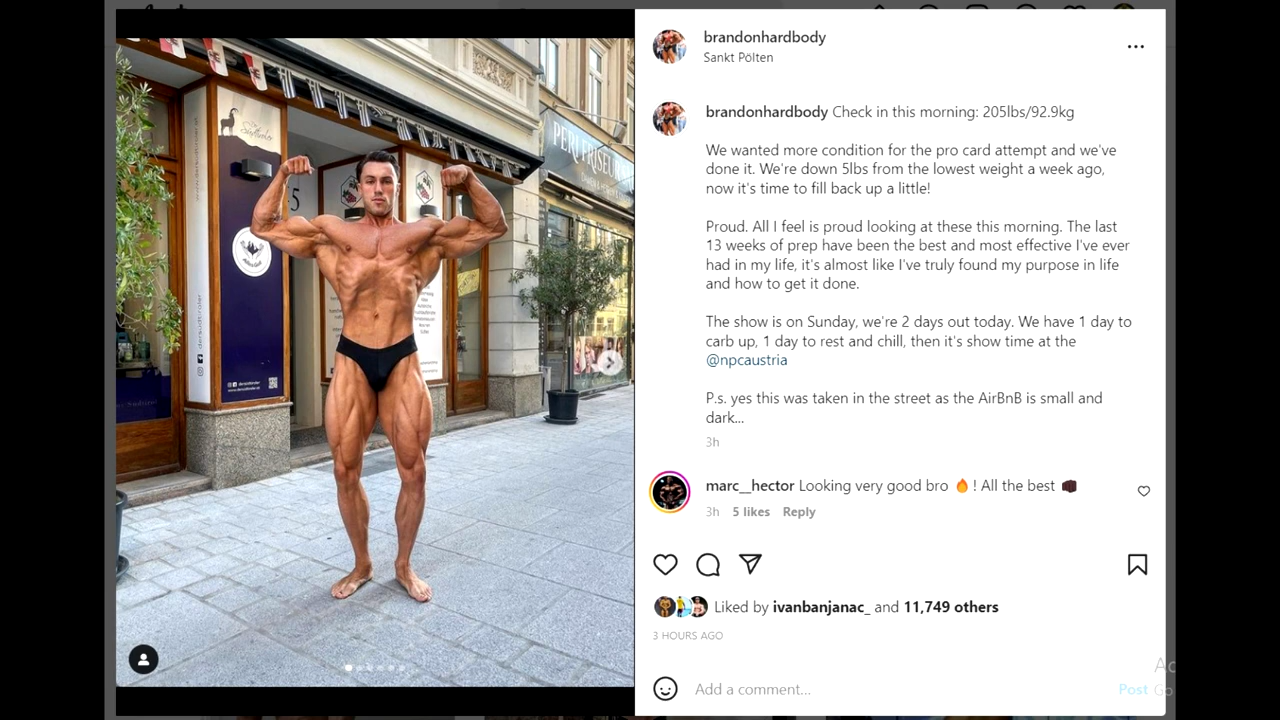 brandonhardbody
Sankt Pölten
brandonhardbody Check in this morning: 205lbs/92.9kg
We wanted more condition for the pro card attempt and we've
done it. We're down 5lbs from the lowest weight a week ago,
now it's time to fill back up a little!
Proud. All I feel is proud looking at these this morning. The last
13 weeks of prep have been the best and most effective I've ever
had in my life, it's almost like I've truly found my purpose in life
and how to get it done.
The show is on Sunday, we're 2 days out today. We have 1 day to
carb up, 1 day to rest and chill, then it's show time at the
@npcaustria
P.s. yes this was taken in the street as the AirBnB is small and
dark...
3h
marc__hector Looking very good bro 🔥 ! All the best 👊🏿
3h 5 likes Reply
Liked by ivanbanjanac_ and 11,749 others
3 HOURS AGO
Add a comment...
Post
Go
PERI FRISEUR
5